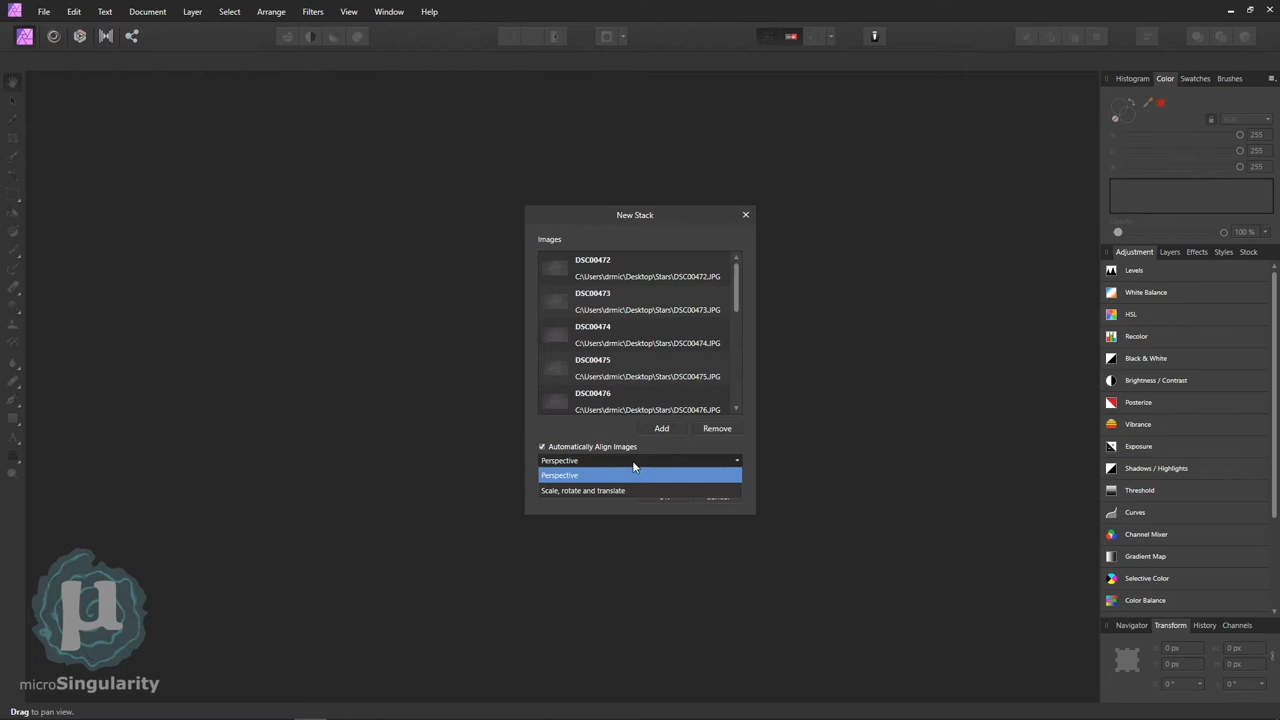 File Edit Text Document Layer Select Arrange Filters View Window Help
Histogram Color Swatches Brushes
255
255
255
Opacity
100 %
New Stack
Images
DSC00472
C:\Users\drmic\Desktop\Stars\DSC00472.JPG
DSC00473
C:\Users\drmic\Desktop\Stars\DSC00473.JPG
DSC00474
C:\Users\drmic\Desktop\Stars\DSC00474.JPG
DSC00475
C:\Users\drmic\Desktop\Stars\DSC00475.JPG
DSC00476
C:\Users\drmic\Desktop\Stars\DSC00476.JPG
Add Remove
Automatically Align Images
Perspective
Perspective
Scale, rotate and translate
Adjustment Layers Effects Styles Stock
Levels
White Balance
HSL
Recolor
Black & White
Brightness / Contrast
Posterize
Vibrance
Exposure
Shadows / Highlights
Threshold
Curves
Channel Mixer
Gradient Map
Selective Color
Color Balance
Navigator Transform History Channels
X: 0 px W: 0 px
Y: 0 px H: 0 px
R: 0 ° S: 0 °
µ
microSingularity
Drag to pan view.